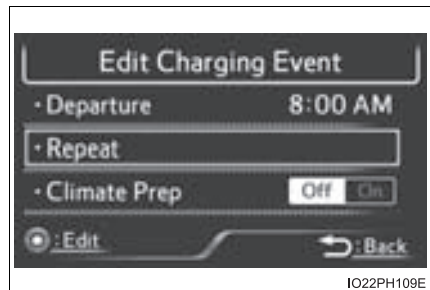 Edit Charging Event
・Departure 8:00 AM
・Repeat
・Climate Prep Off On
:Edit :Back
IO22PH109E